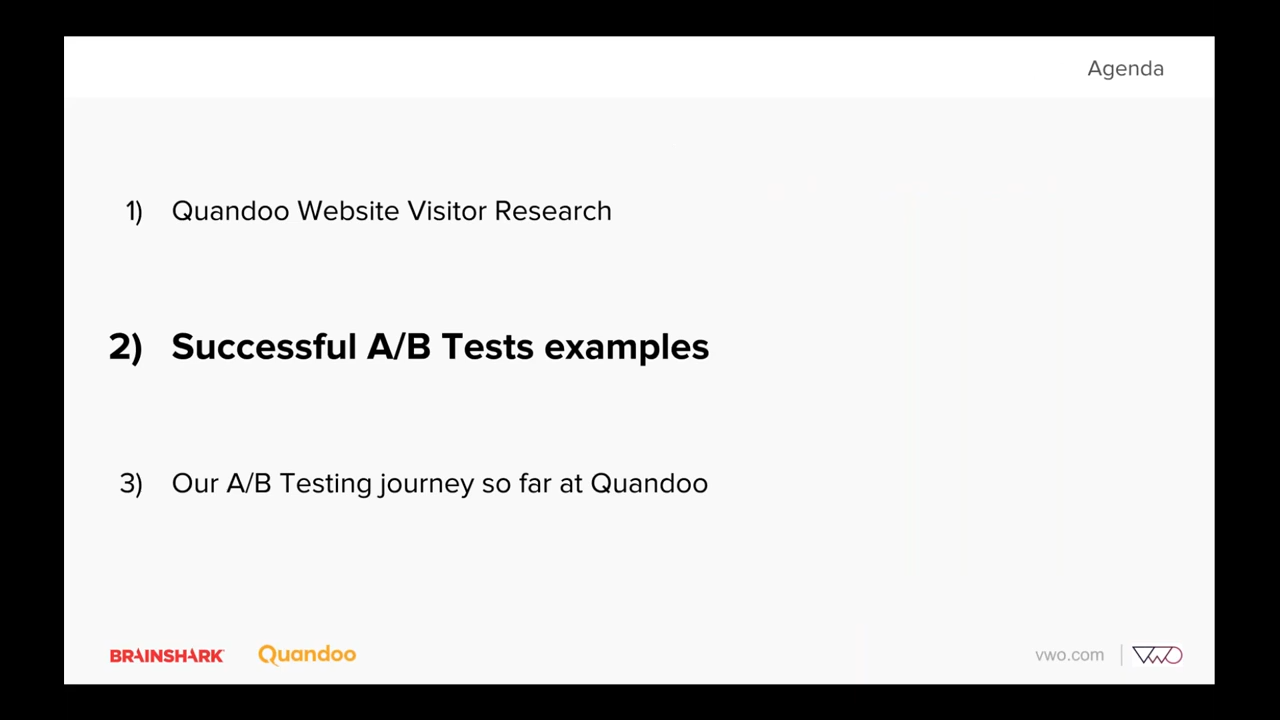 Agenda
1) Quandoo Website Visitor Research
2) Successful A/B Tests examples
3) Our A/B Testing journey so far at Quandoo
BRAINSHARK Quandoo vwo.com | VWO